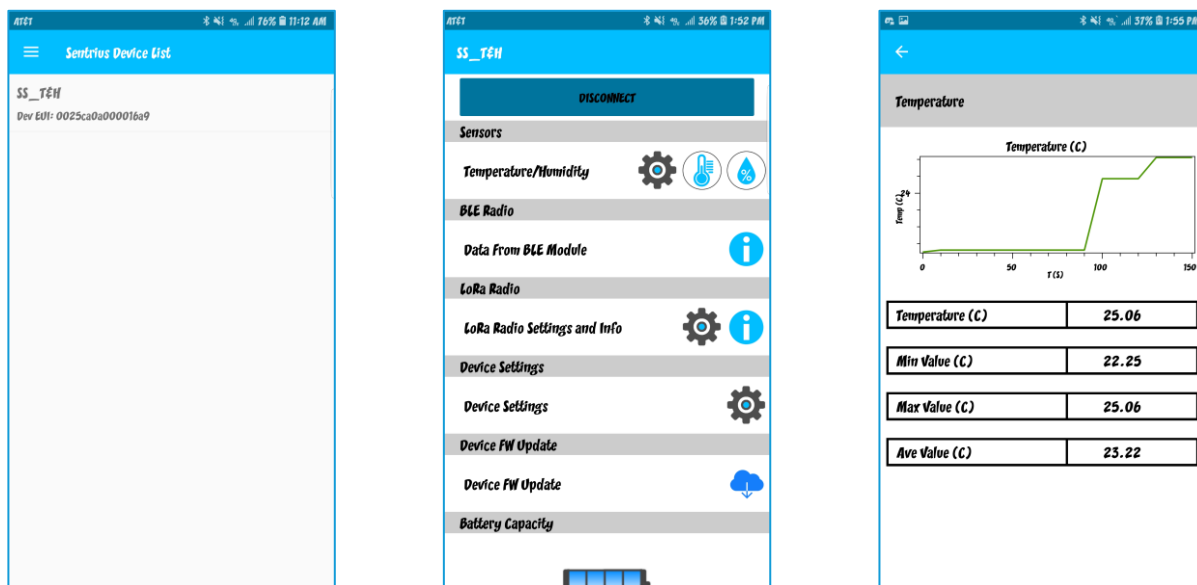 AT&T 76% 11:12 AM
Sentrius Device List
SS_T&H
Dev EUI: 0025ca0a000016a9
AT&T 36% 1:52 PM
SS_T&H
DISCONNECT
Sensors
Temperature/Humidity
%
BLE Radio
Data From BLE Module
LoRa Radio
LoRa Radio Settings and Info
Device Settings
Device Settings
Device FW Update
Device FW Update
Battery Capacity
37% 1:55 PM
Temperature
Temperature (C)
Temp (C)
24
0 50 100 150
T (S)
Temperature (C) 25.06
Min Value (C) 22.25
Max Value (C) 25.06
Ave Value (C) 23.22